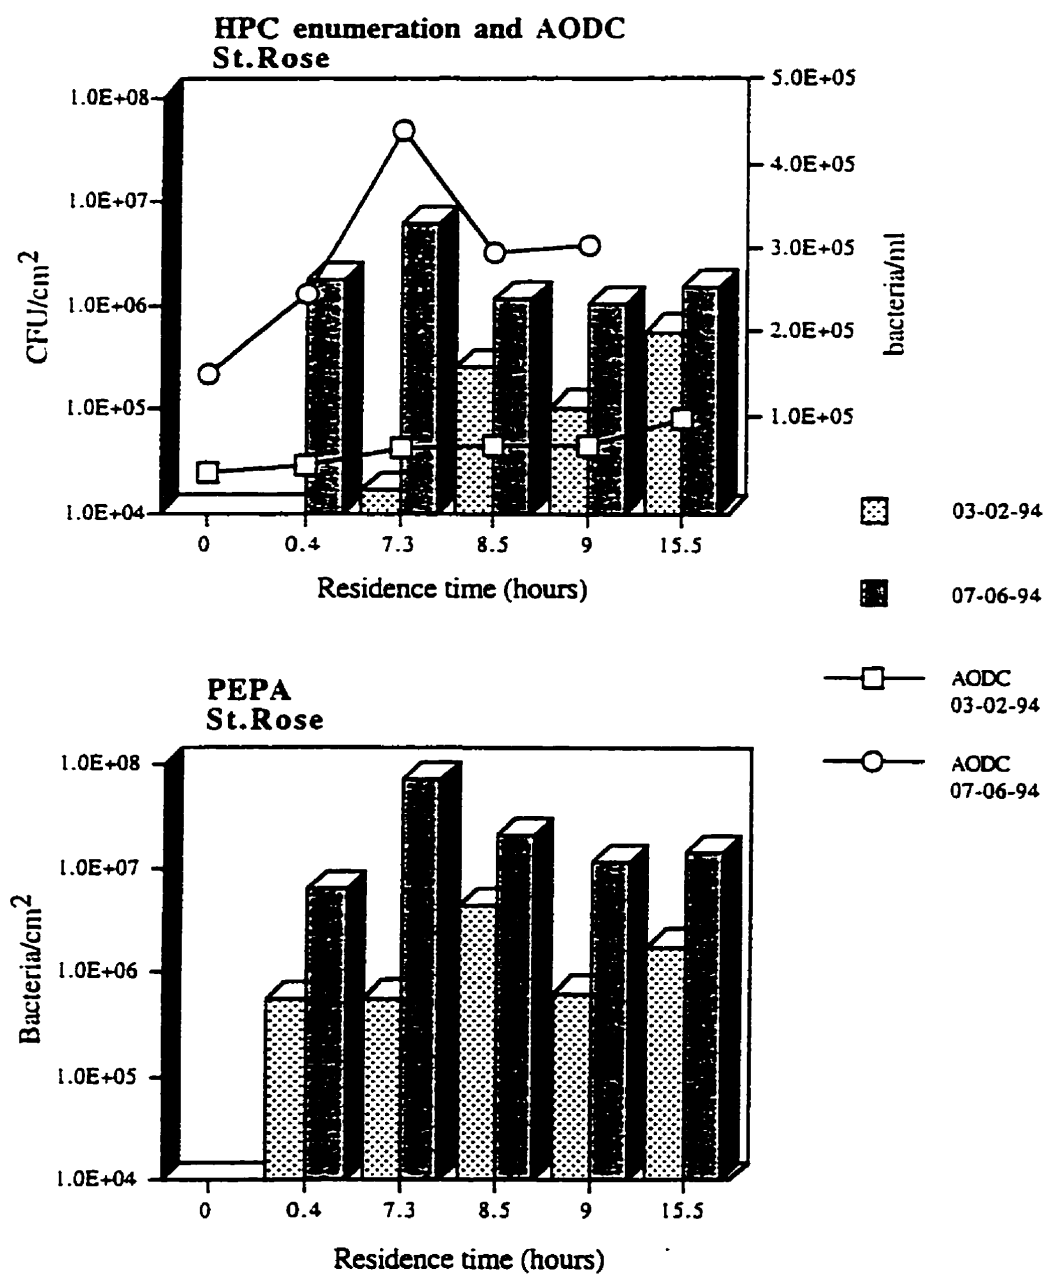 HPC enumeration and AODC
St.Rose
1.0E+08
1.0E+07
1.0E+06
1.0E+05
1.0E+04
CFU/cm2
5.0E+05
4.0E+05
3.0E+05
2.0E+05
1.0E+05
bacteria/ml
0 0.4 7.3 8.5 9 15.5
Residence time (hours)
03-02-94
07-06-94
AODC
03-02-94
AODC
07-06-94
PEPA
St.Rose
1.0E+08
1.0E+07
1.0E+06
1.0E+05
1.0E+04
Bacteria/cm2
0 0.4 7.3 8.5 9 15.5
Residence time (hours)